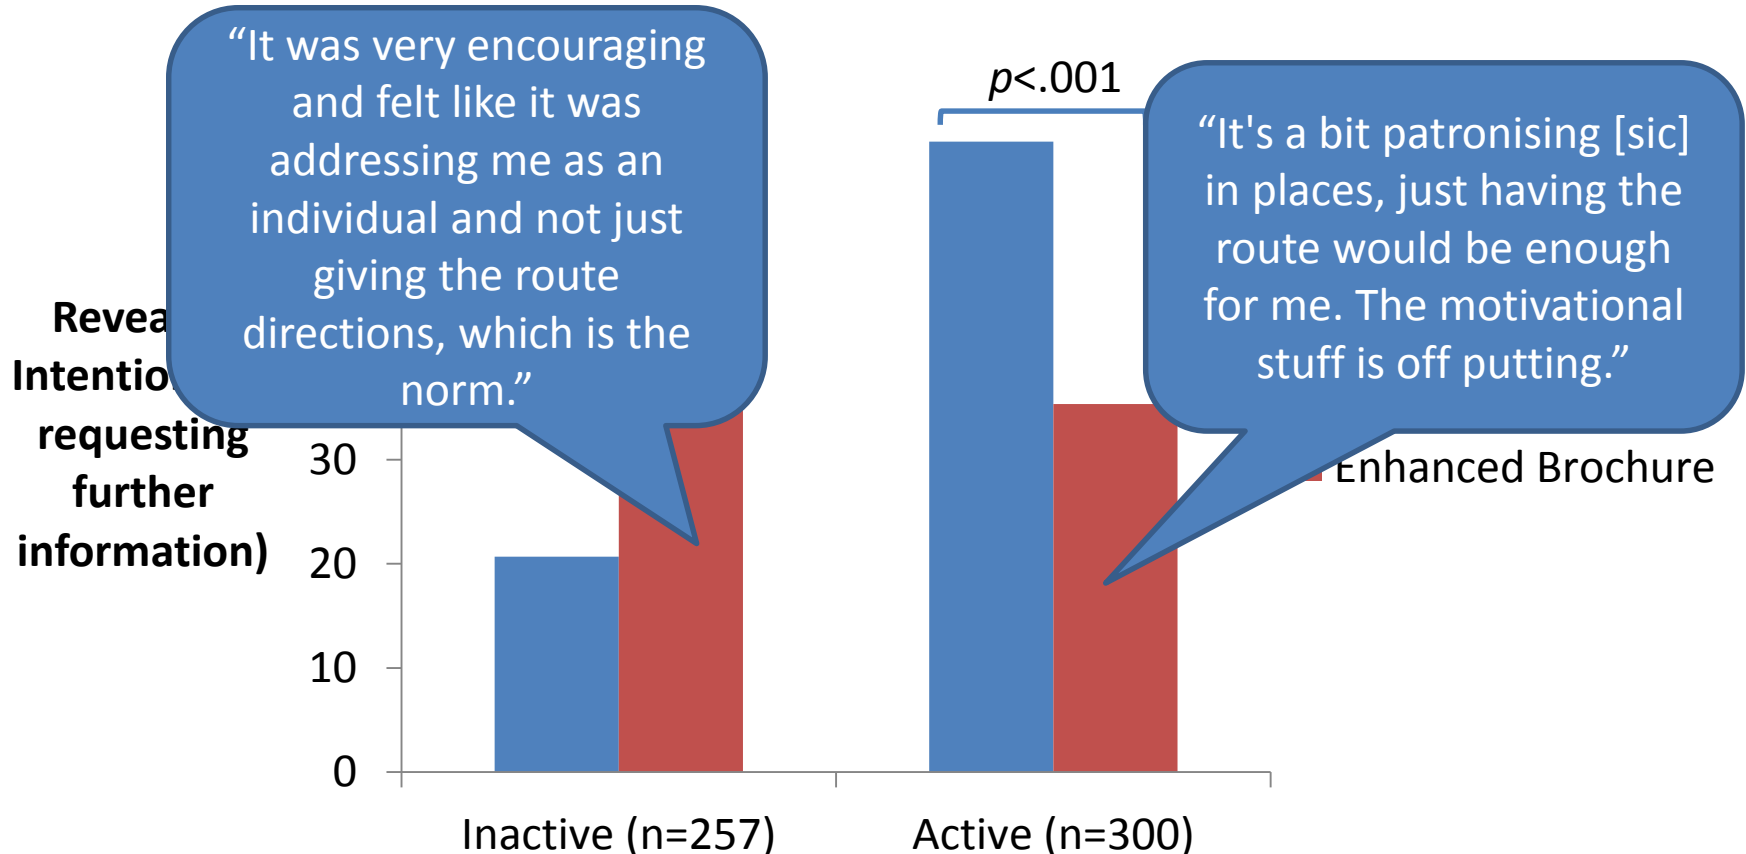 “It was very encouraging
and felt like it was
addressing me as an
individual and not just
giving the route
directions, which is the
norm.”
p<.001
“It's a bit patronising [sic]
in places, just having the
route would be enough
for me. The motivational
stuff is off putting.”
requesting
further
information)
30
20
10
0
Enhanced Brochure
Inactive (n=257)
Active (n=300)